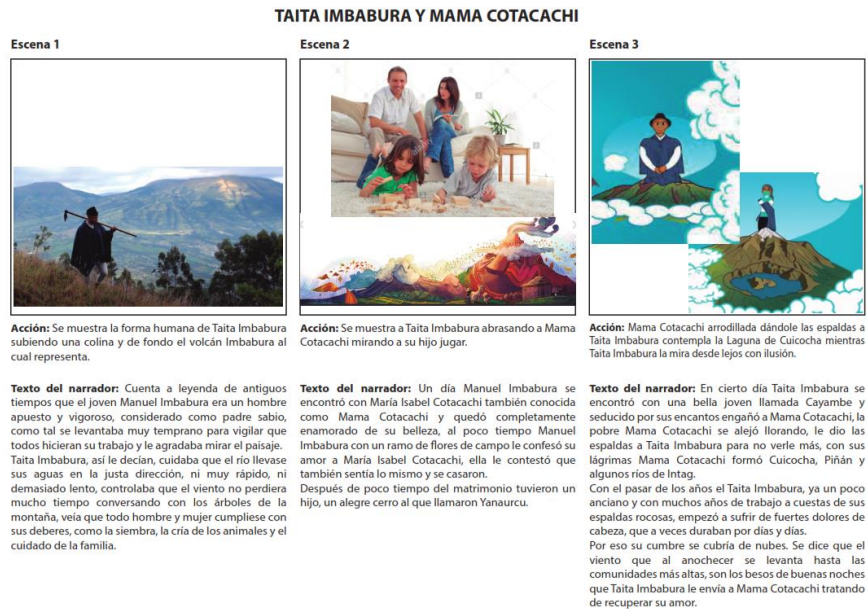 TAITA IMBABURA Y MAMA COTACACHI
Escena 1
Acción: Se muestra la forma humana de Taita Imbabura
subiendo una colina y de fondo el volcán Imbabura al
cual representa.
Texto del narrador: Cuenta a leyenda de antiguos
tiempos que el joven Manuel Imbabura era un hombre
apuesto y vigoroso, considerado como padre sabio,
como tal se levantaba muy temprano para vigilar que
todos hicieran su trabajo y le agradaba mirar el paisaje.
Taita Imbabura, así le decían, cuidaba que el río llevase
sus aguas en la justa dirección, ni muy rápido, ni
demasiado lento, controlaba que el viento no perdiera
mucho tiempo conversando con los árboles de la
montaña, veía que todo hombre y mujer cumpliese con
sus deberes, como la siembra, la cría de los animales y el
cuidado de la familia.
Escena 2
Acción: Se muestra a Taita Imbabura abrasando a Mama
Cotacachi mirando a su hijo jugar.
Texto del narrador: Un día Manuel Imbabura se
encontró con María Isabel Cotacachi también conocida
como Mama Cotacachi y quedó completamente
enamorado de su belleza, al poco tiempo Manuel
Imbabura con un ramo de flores de campo le confesó su
amor a María Isabel Cotacachi, ella le contestó que
también sentía lo mismo y se casaron.
Después de poco tiempo del matrimonio tuvieron un
hijo, un alegre cerro al que llamaron Yanaurcu.
Escena 3
Acción: Mama Cotacachi arrodillada dándole las espaldas a
Taita Imbabura contempla la Laguna de Cuicocha mientras
Taita Imbabura la mira desde lejos con ilusión.
Texto del narrador: En cierto día Taita Imbabura se
encontró con una bella joven llamada Cayambe y
seducido por sus encantos engañó a Mama Cotacachi, la
pobre Mama Cotacachi se alejó llorando, le dio las
espaldas a Taita Imbabura para no verle más, con sus
lágrimas Mama Cotacachi formó Cuicocha, Piñán y
algunos ríos de Intag.
Con el pasar de los años el Taita Imbabura, ya un poco
anciano y con muchos años de trabajo a cuestas de sus
espaldas rocosas, empezó a sufrir de fuertes dolores de
cabeza, que a veces duraban por días y días.
Por eso su cumbre se cubría de nubes. Se dice que el
viento que al anochecer se levanta hasta las
comunidades más altas, son los besos de buenas noches
que Taita Imbabura le envía a Mama Cotacachi tratando
de recuperar su amor.